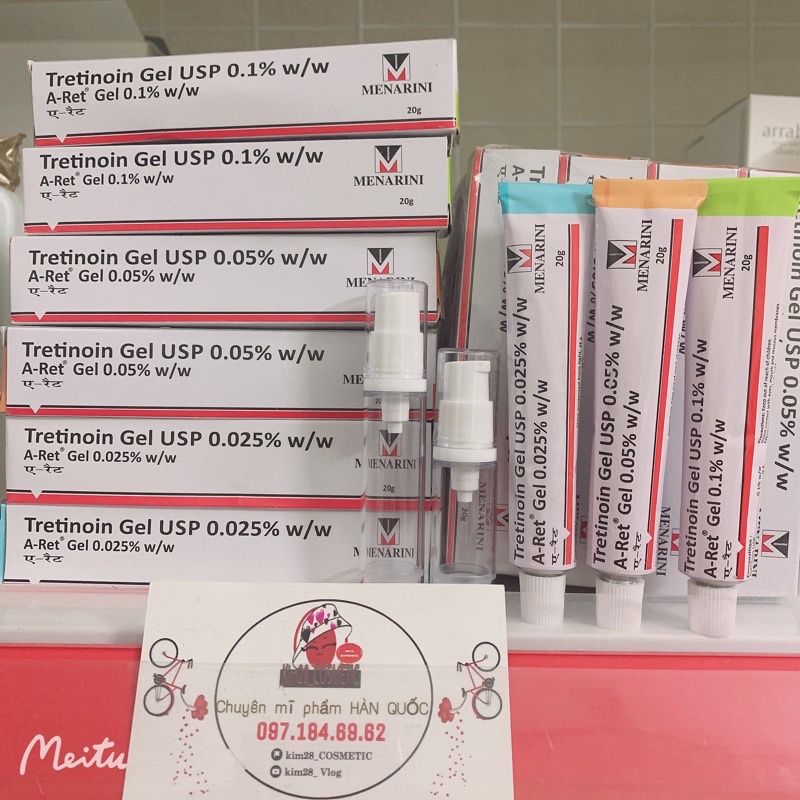 Tretinoin Gel USP 0.1% w/w
A-Ret® Gel 0.1% w/w
ए-रैट
MENARINI
20g
Tretinoin Gel USP 0.1% w/w
A-Ret® Gel 0.1% w/w
ए-रैट
MENARINI
20g
Tretinoin Gel USP 0.05% w/w
A-Ret® Gel 0.05% w/w
ए-रैट
Tretinoin Gel USP 0.05% w/w
A-Ret® Gel 0.05% w/w
ए-रैट
Tretinoin Gel USP 0.025% w/w
A-Ret® Gel 0.025% w/w
ए-रैट
MENARINI
20g
Tretinoin Gel USP 0.025% w/w
A-Ret® Gel 0.025% w/w
ए-रैट
MENARINI
MENARINI
20g
Tretinoin Gel USP 0.025% w/w
A-Ret® Gel 0.025% w/w
ए-रैट
MENARINI
20g
Tretinoin Gel USP 0.05% w/w
A-Ret® Gel 0.05% w/w
ए-रैट
MENARINI
20g
Tretinoin Gel USP 0.1% w/w
A-Ret® Gel 0.1% w/w
ए-रैट
Gel USP 0.05% w/w
MENARINI
Kim28_COSMETIC
Chuyên mĩ phẩm HÀN QUỐC
097.184.69.62
kim28_COSMETIC
kim28_ Vlog
Meitu